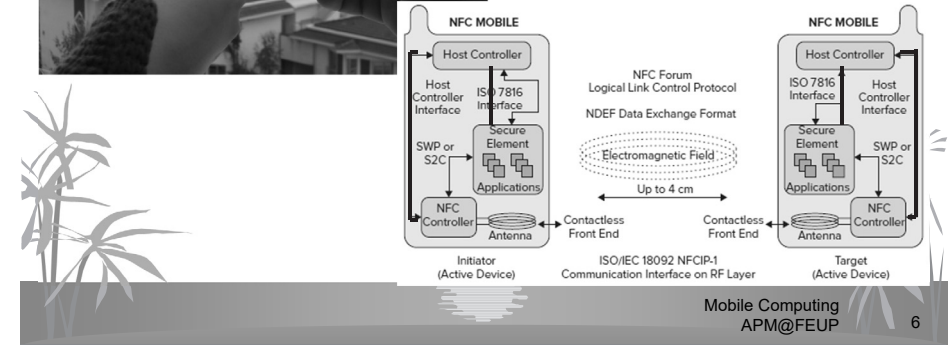 NFC MOBILE
Host Controller
Host
Controller
Interface
ISO 7816
Interface
Secure
Element
Applications
SWP or
S2C
NFC
Controller
Antenna
Contactless
Front End
Initiator
(Active Device)
NFC Forum
Logical Link Control Protocol
NDEF Data Exchange Format
Electromagnetic Field
Up to 4 cm
ISO/IEC 18092 NFCIP-1
Communication Interface on RF Layer
NFC MOBILE
Host Controller
ISO 7816
Interface
Host
Controller
Interface
Secure
Element
Applications
SWP or
S2C
NFC
Controller
Antenna
Contactless
Front End
Target
(Active Device)
Mobile Computing
APM@FEUP
6